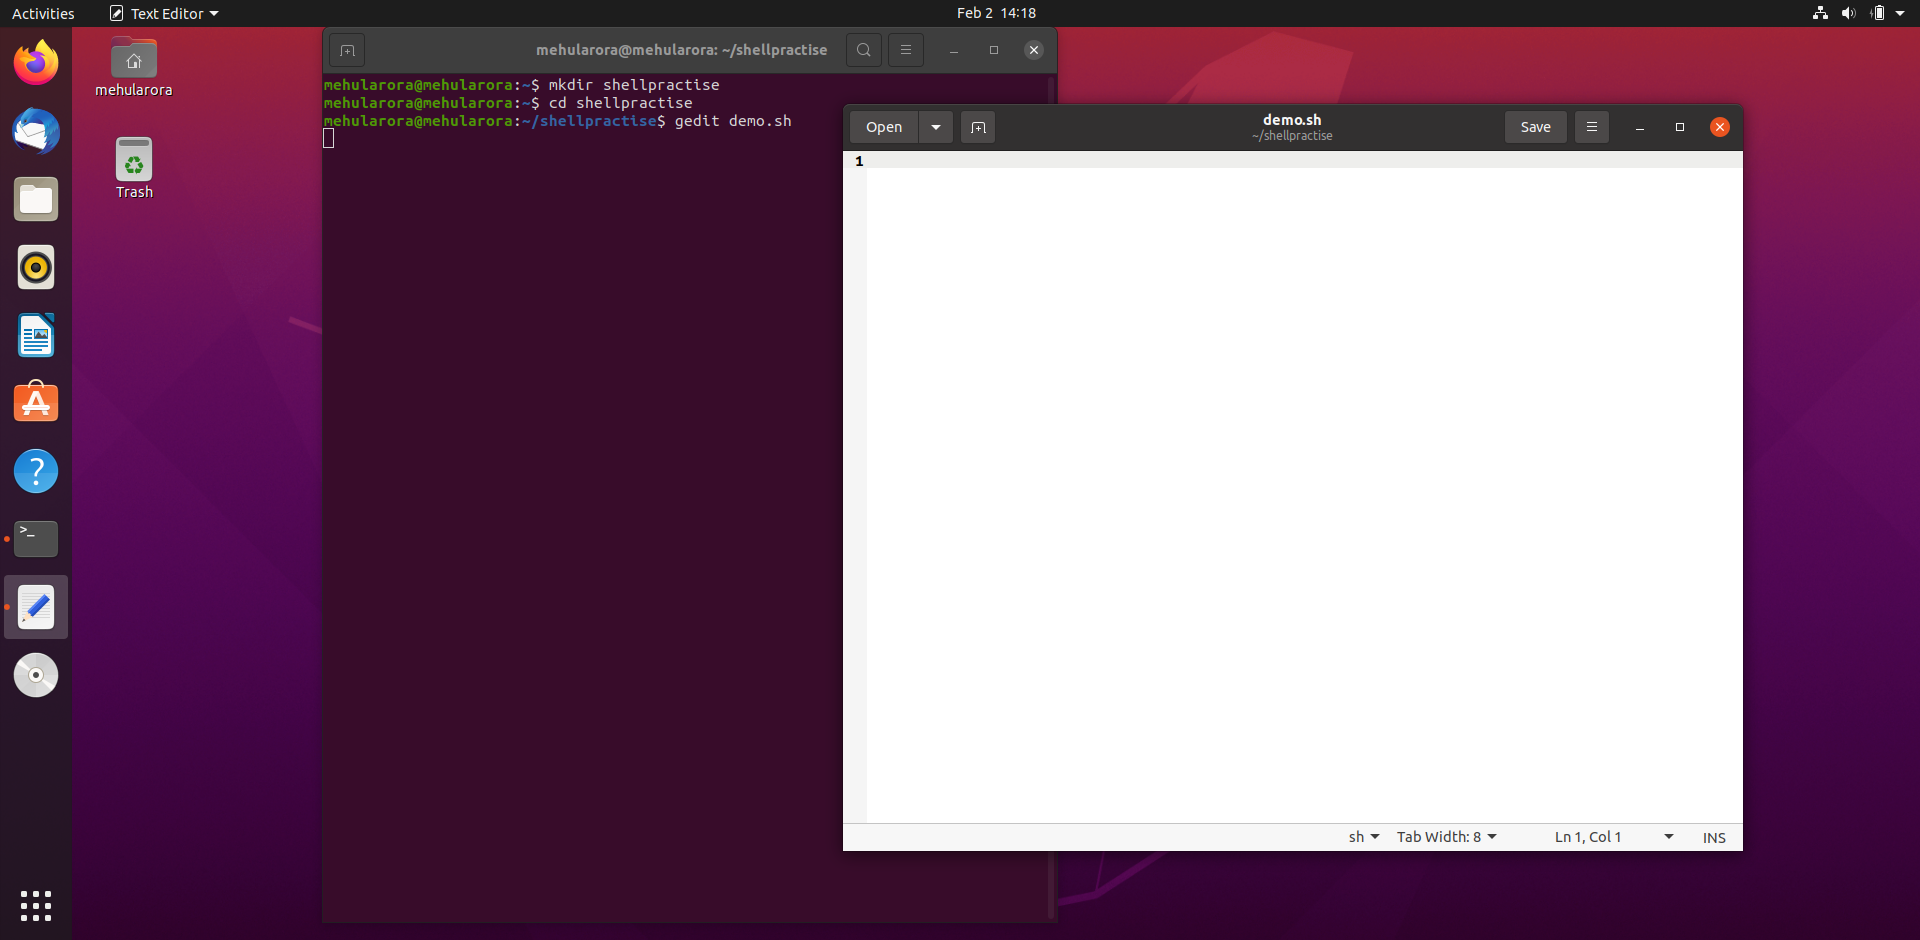 Activities
Text Editor
Feb 2 14:18
mehularora
Trash
mehularora@mehularora: ~/shellpractise
mehularora@mehularora:~$ mkdir shellpractise
mehularora@mehularora:~$ cd shellpractise
mehularora@mehularora:~/shellpractise$ gedit demo.sh
Open
demo.sh
~/shellpractise
Save
1
sh
Tab Width: 8
Ln 1, Col 1
INS